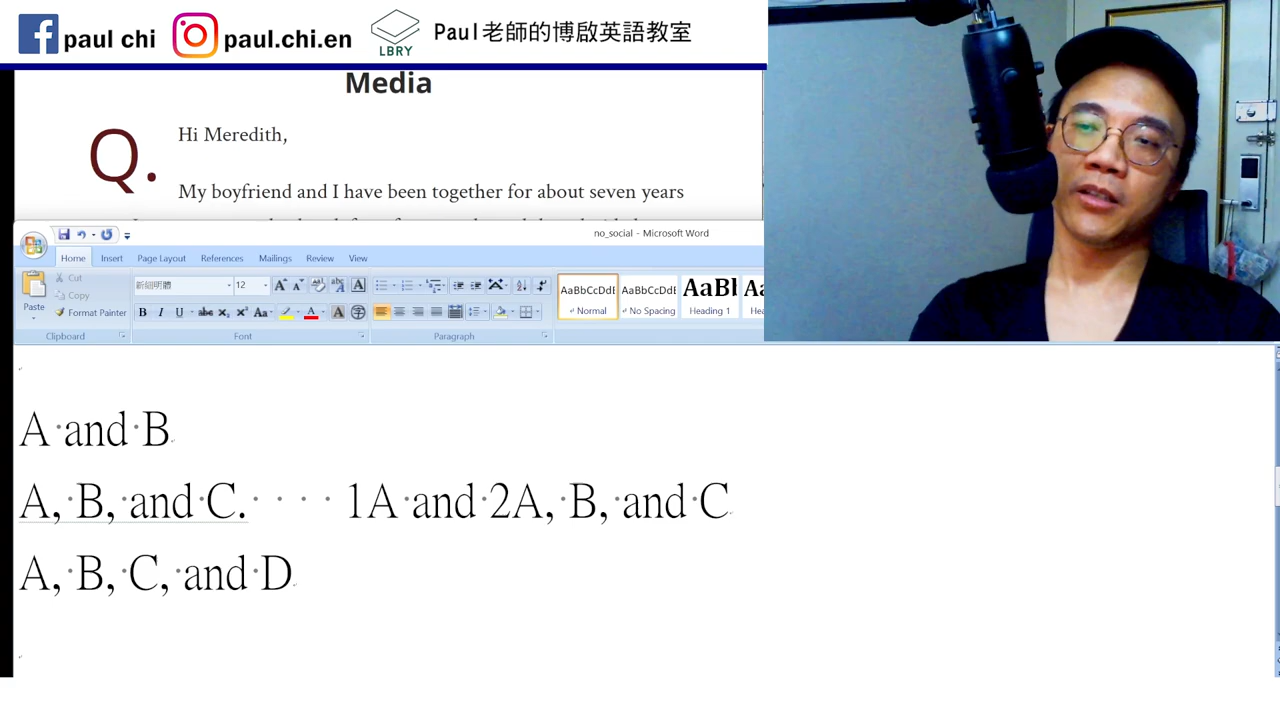 paul chi
paul.chi.en
LBRY
Paul老師的博啟英語教室
Media
Q.
Hi Meredith,
My boyfriend and I have been together for about seven years
no_social - Microsoft Word
Home Insert Page Layout References Mailings Review View
Paste
Cut
Copy
Format Painter
新細明體 12
AaBbCcDdE AaBbCcDdE AaBb
Normal No Spacing Heading 1
Clipboard Font Paragraph
A and B
A, B, and C. 1A and 2A, B, and C
A, B, C, and D